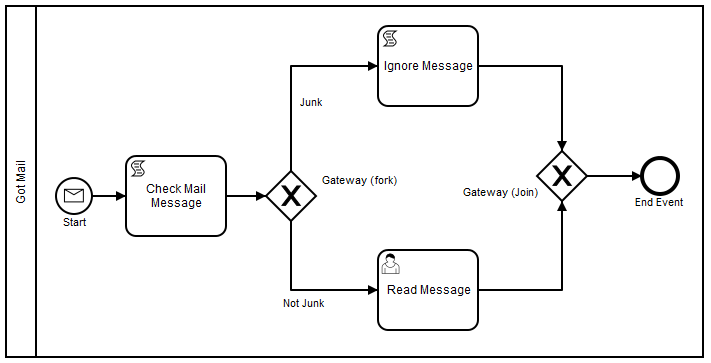 Got Mail
Start
Check Mail
Message
Gateway (fork)
Junk
Ignore Message
Not Junk
Read Message
Gateway (Join)
End Event